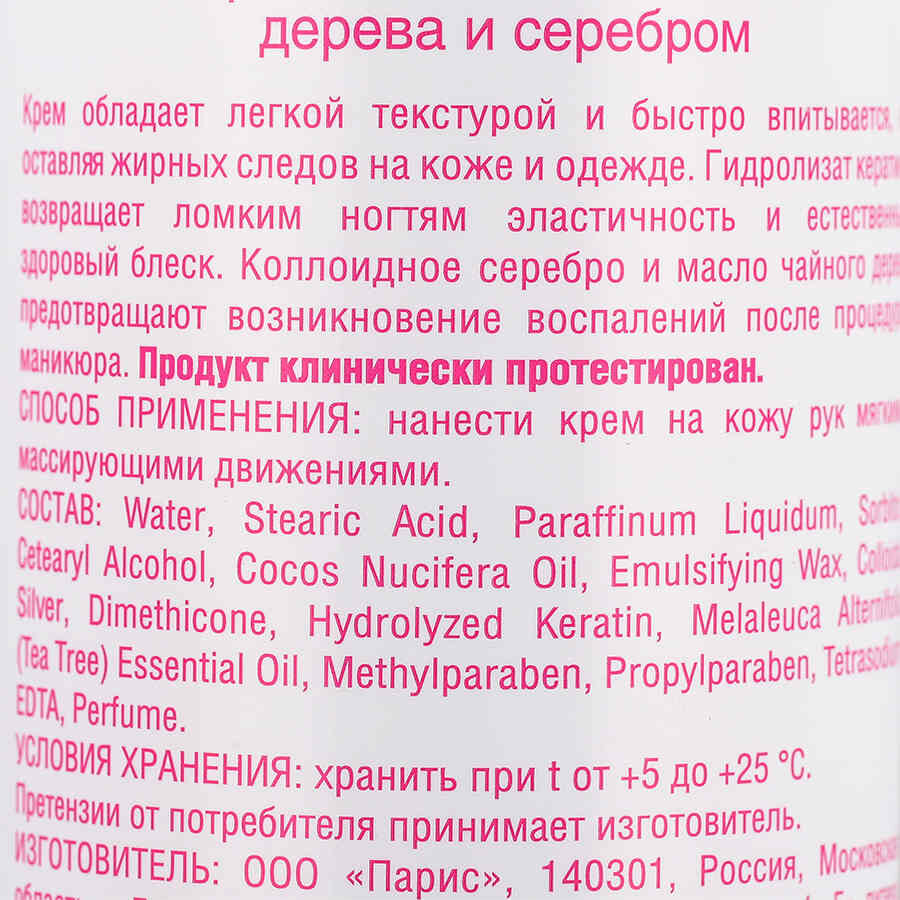 дерева и серебром
Крем обладает легкой текстурой и быстро впитывается,
оставляя жирных следов на коже и одежде. Гидролизат
возвращает ломким ногтям эластичность и
здоровый блеск. Коллоидное серебро и масло чайного
предотвращают возникновение воспалений после
маникюра. Продукт клинически протестирован.
СПОСОБ ПРИМЕНЕНИЯ: нанести крем на кожу рук
массирующими движениями.
СОСТАВ: Water, Stearic Acid, Paraffinum Liquidum,
Cetearyl Alcohol, Cocos Nucifera Oil, Emulsifying Wax,
Silver, Dimethicone, Hydrolyzed Keratin, Melaleuca
(Tea Tree) Essential Oil, Methylparaben, Propylparaben,
EDTA, Perfume.
УСЛОВИЯ ХРАНЕНИЯ: хранить при t от +5 до +25 °C.
Претензии от потребителя принимает изготовитель.
ИЗГОТОВИТЕЛЬ: ООО «Парис», 140301, Россия,